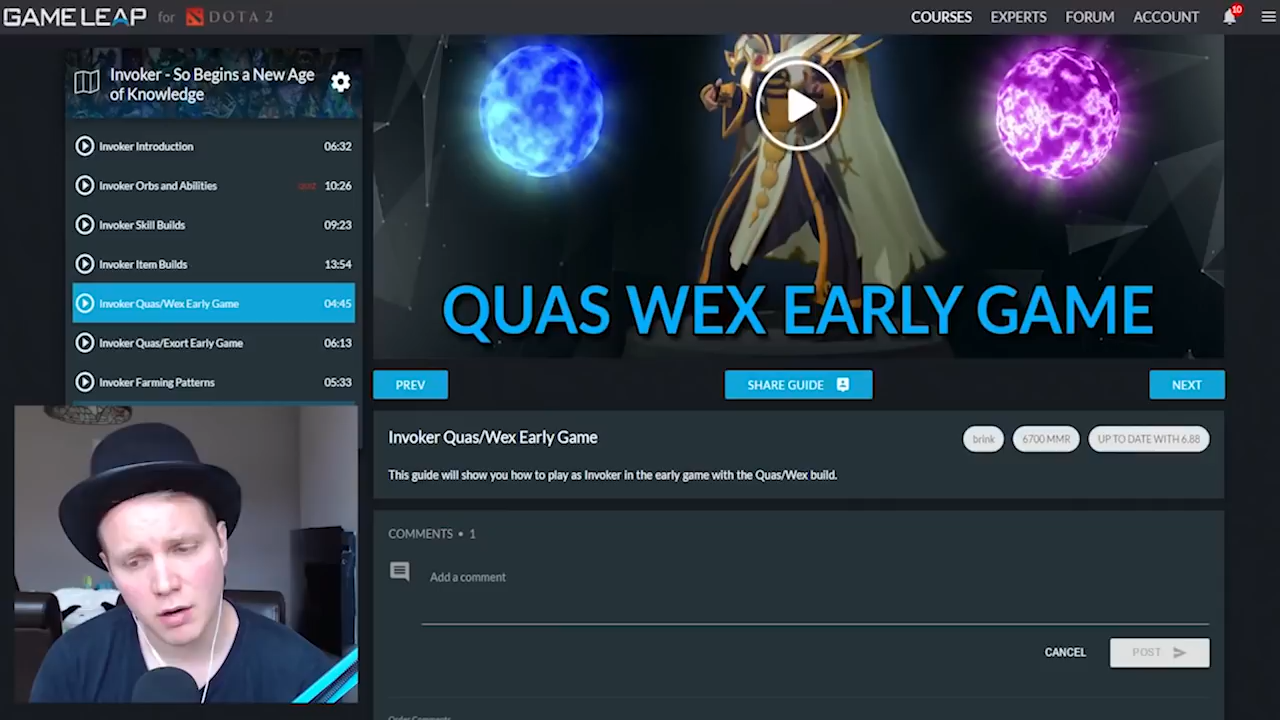 GAMELEAP for DOTA 2
COURSES EXPERTS FORUM ACCOUNT 10
Invoker - So Begins a New Age
of Knowledge
Invoker Introduction 06:32
Invoker Orbs and Abilities quiz 10:26
Invoker Skill Builds 09:23
Invoker Item Builds 13:54
Invoker Quas/Wex Early Game 04:45
Invoker Quas/Exort Early Game 06:13
Invoker Farming Patterns 05:33
QUAS WEX EARLY GAME
PREV SHARE GUIDE NEXT
Invoker Quas/Wex Early Game brink 6700 MMR UP TO DATE WITH 6.88
This guide will show you how to play as Invoker in the early game with the Quas/Wex build.
COMMENTS • 1
Add a comment
CANCEL POST
Order Comments